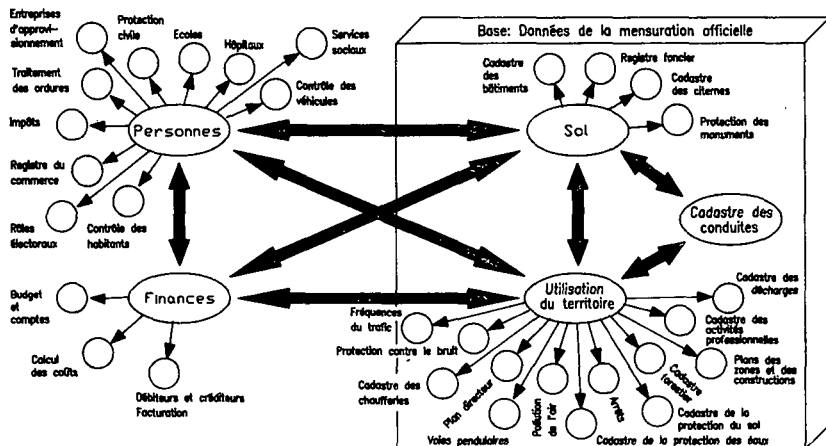 Entreprises
d'approvi-
sionnement
Protection
civile
Ecoles
Hôpitaux
Services
sociaux
Traitement
des ordures
Contrôle des
véhicules
Impôts
Personnes
Registre du
commerce
Rôles
électoraux
Contrôle des
habitants
Base: Données de la mensuration officielle
Cadastre
des
bâtiments
Registre foncier
Cadastre
des citernes
Sol
Protection des
monuments
Cadastre des
conduites
Budget
et
comptes
Finances
Calcul
des coûts
Débiteurs et créditeurs
Facturation
Utilisation
du territoire
Fréquences
du trafic
Protection contre le bruit
Cadastre des
chaufferies
Plan directeur
Voies pendulaires
Pollution
de l'air
Arrêts
Cadastre de la protection des eaux
Cadastre de la
protection du sol
Cadastre
forestier
Plans des
zones et des
constructions
Cadastre des
activités
professionnelles
Cadastre des
décharges